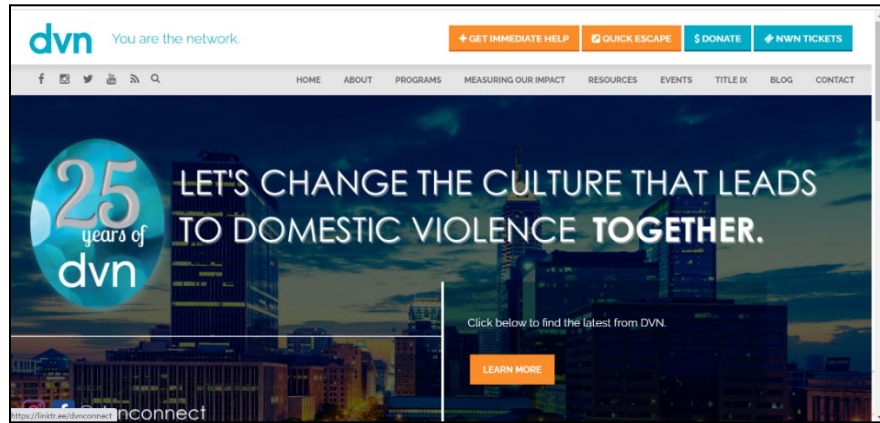 dvn You are the network.
GET IMMEDIATE HELP QUICK ESCAPE $ DONATE NWN TICKETS
HOME ABOUT PROGRAMS MEASURING OUR IMPACT RESOURCES EVENTS TITLE IX BLOG CONTACT
25
years of
dvn
LET'S CHANGE THE CULTURE THAT LEADS
TO DOMESTIC VIOLENCE TOGETHER.
Click below to find the latest from DVN.
LEARN MORE
https://linktr.ee/dvnconnect